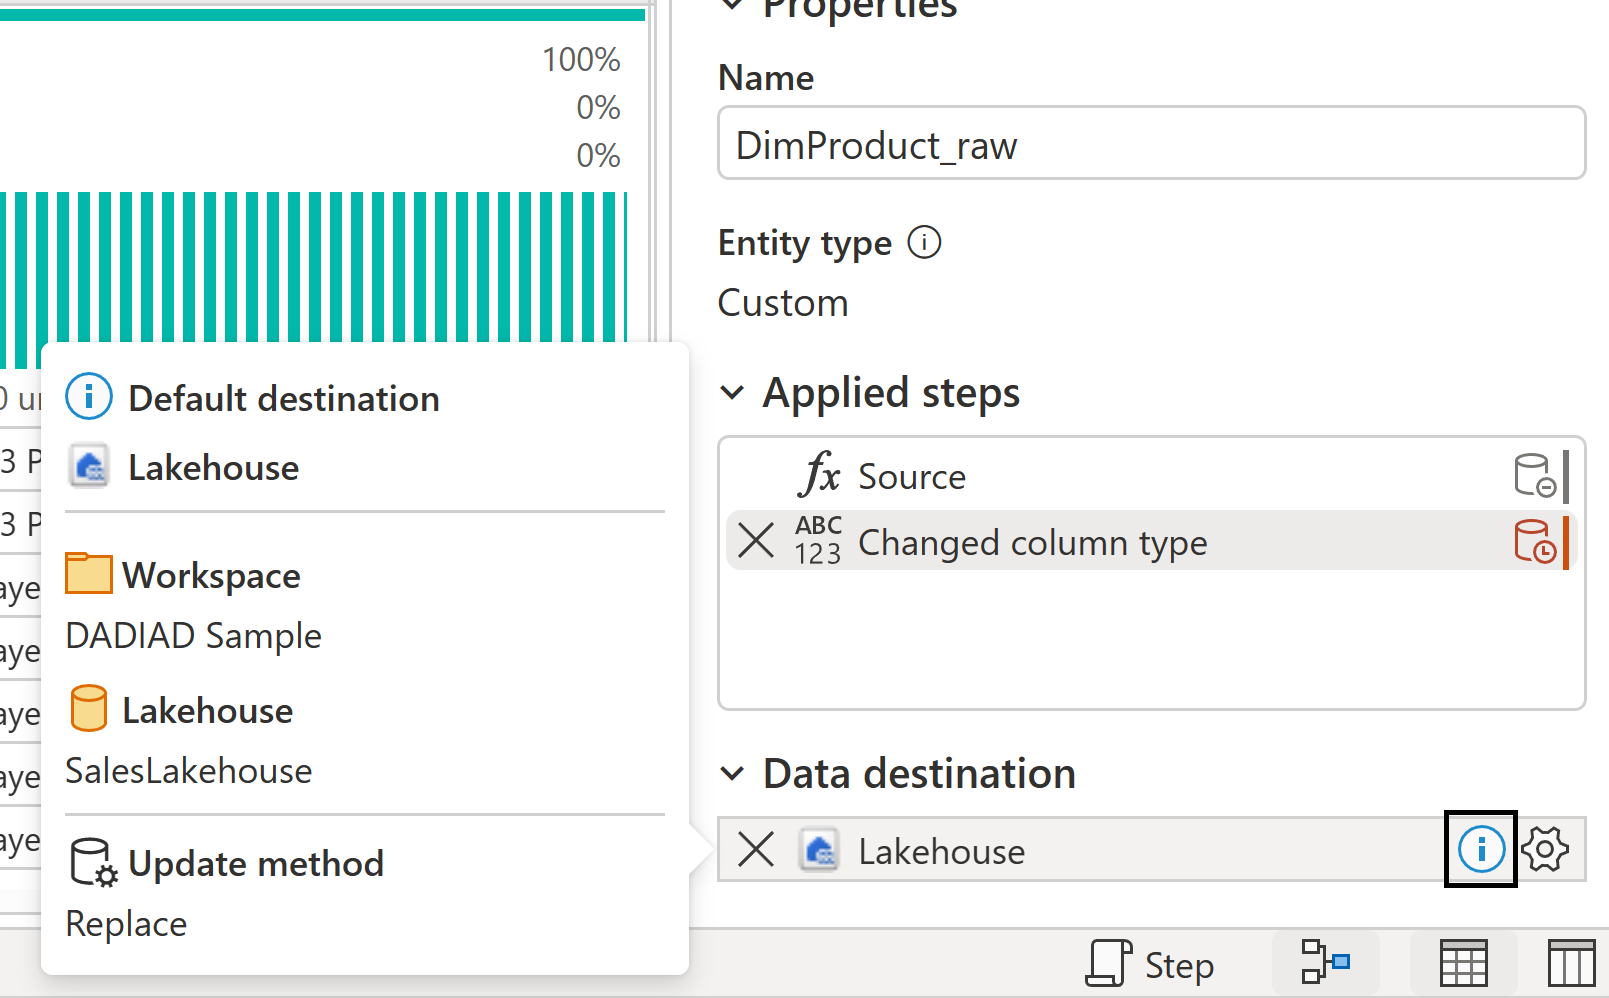 Properties
100%
0%
0%
Name
DimProduct_raw
Entity type
Custom
Applied steps
fx Source
ABC
123
Changed column type
Data destination
Lakehouse
Default destination
Lakehouse
Workspace
DADIAD Sample
Lakehouse
SalesLakehouse
Update method
Replace
3 P
3 P
aye
aye
aye
aye
aye
Step